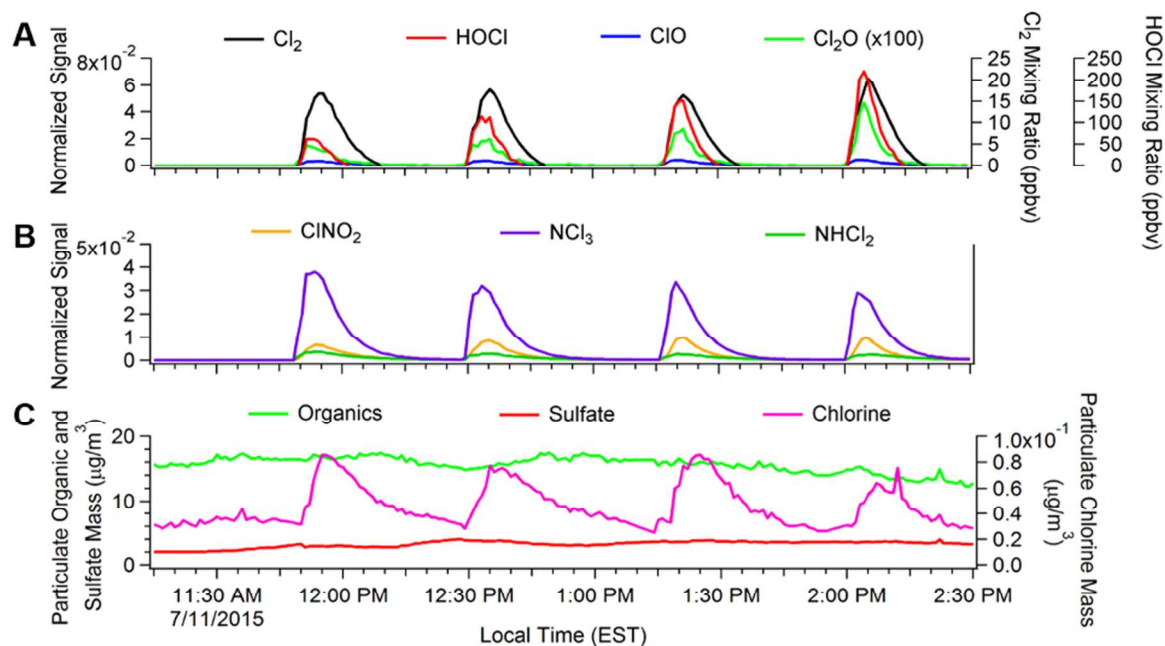 A
Cl2 HOCl ClO Cl2O (x100)
Normalized Signal
8x10-2
6
4
2
0
25
20
15
10
5
0
Cl2 Mixing Ratio (ppbv)
250
200
150
100
50
0
HOCl Mixing Ratio (ppbv)
B
ClNO2 NCl3 NHCl2
Normalized Signal
5x10-2
4
3
2
1
0
C
Organics Sulfate Chlorine
Particulate Organic and
Sulfate Mass (µg/m3)
20
10
0
1.0x10-1
0.8
0.6
0.4
0.2
0.0
Particulate Chlorine Mass
(µg/m3)
11:30 AM 12:00 PM 12:30 PM 1:00 PM 1:30 PM 2:00 PM 2:30 PM
7/11/2015
Local Time (EST)